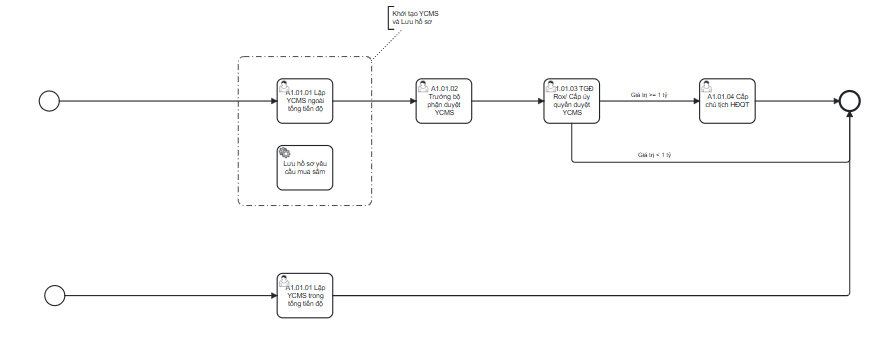 Khởi tạo YCMS
và Lưu hồ sơ
A1.01.01 Lập
YCMS ngoài
tổng tiến độ
A1.01.02
Trưởng bộ
phận duyệt
YCMS
1.01.03 TGĐ
Rox/ Cấp ủy
quyền duyệt
YCMS
Giá trị >= 1 tỷ
A1.01.04 Cấp
chủ tịch HĐQT
Giá trị < 1 tỷ
Lưu hồ sơ yêu
cầu mua sắm
A1.01.01 Lập
YCMS trong
tổng tiến độ